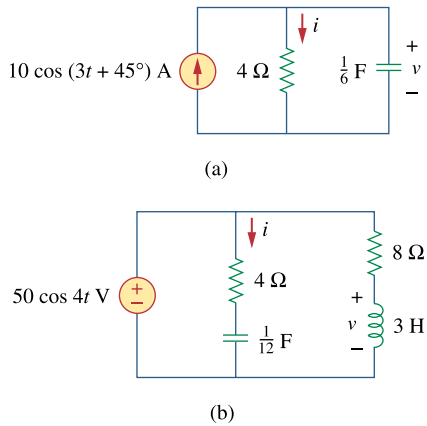 i
10 cos (3t + 45°) A
4 Ω
1/6 F
+
v
−
(a)
i
50 cos 4t V
+
−
4 Ω
1/12 F
8 Ω
+
v
−
3 H
(b)